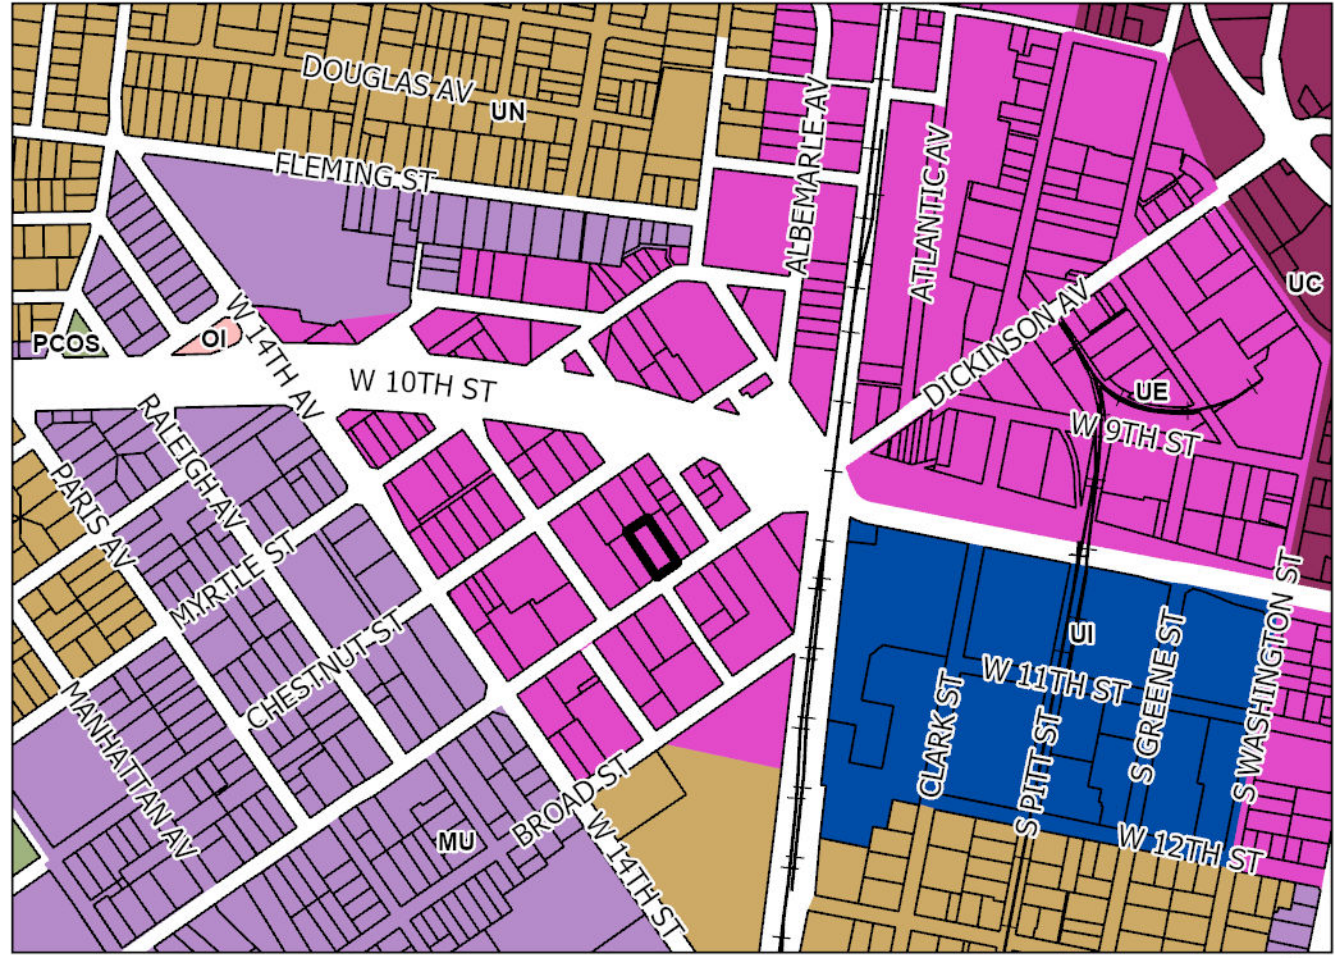 DOUGLAS AV
UN
FLEMING ST
ALBEMARLE AV
ATLANTIC AV
UC
PCOS
OI
W 14TH AV
W 10TH ST
DICKINSON AV
UE
W 9TH ST
RALEIGH AV
PARIS AV
MYRTLE ST
CHESTNUT ST
MANHATTAN AV
UI
W 11TH ST
CLARK ST
S PITT ST
S GREENE ST
S WASHINGTON ST
BROAD ST
MU
W 14TH ST
W 12TH ST